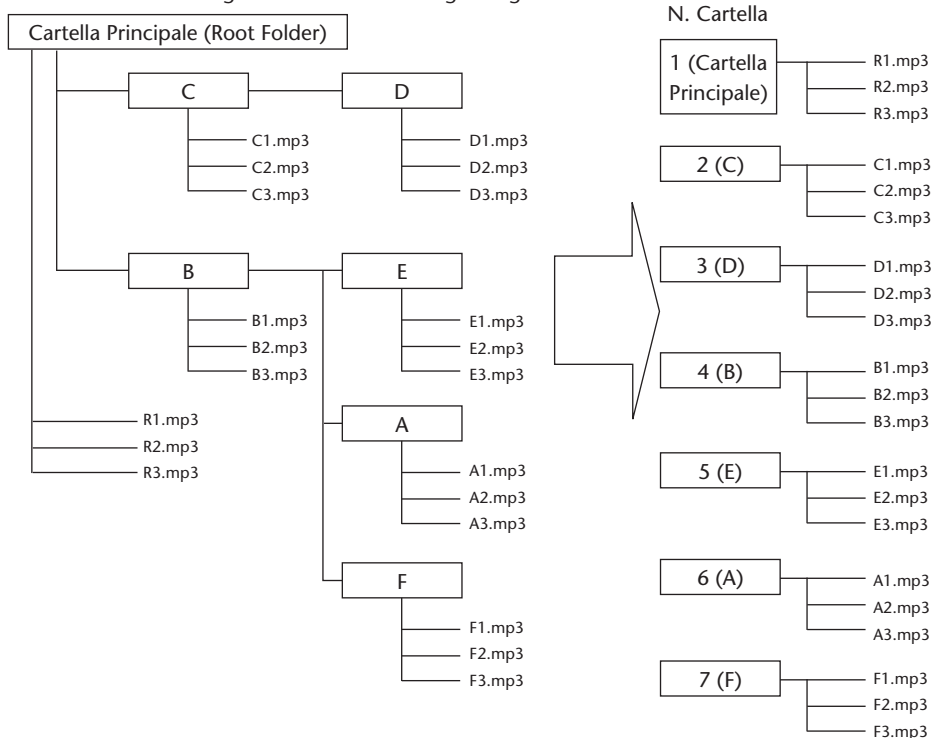 N. Cartella
Cartella Principale (Root Folder)
C
D
C1.mp3
C2.mp3
C3.mp3
D1.mp3
D2.mp3
D3.mp3
B
E
B1.mp3
B2.mp3
B3.mp3
E1.mp3
E2.mp3
E3.mp3
A
R1.mp3
R2.mp3
R3.mp3
A1.mp3
A2.mp3
A3.mp3
F
F1.mp3
F2.mp3
F3.mp3
1 (Cartella
Principale)
R1.mp3
R2.mp3
R3.mp3
2 (C)
C1.mp3
C2.mp3
C3.mp3
3 (D)
D1.mp3
D2.mp3
D3.mp3
4 (B)
B1.mp3
B2.mp3
B3.mp3
5 (E)
E1.mp3
E2.mp3
E3.mp3
6 (A)
A1.mp3
A2.mp3
A3.mp3
7 (F)
F1.mp3
F2.mp3
F3.mp3